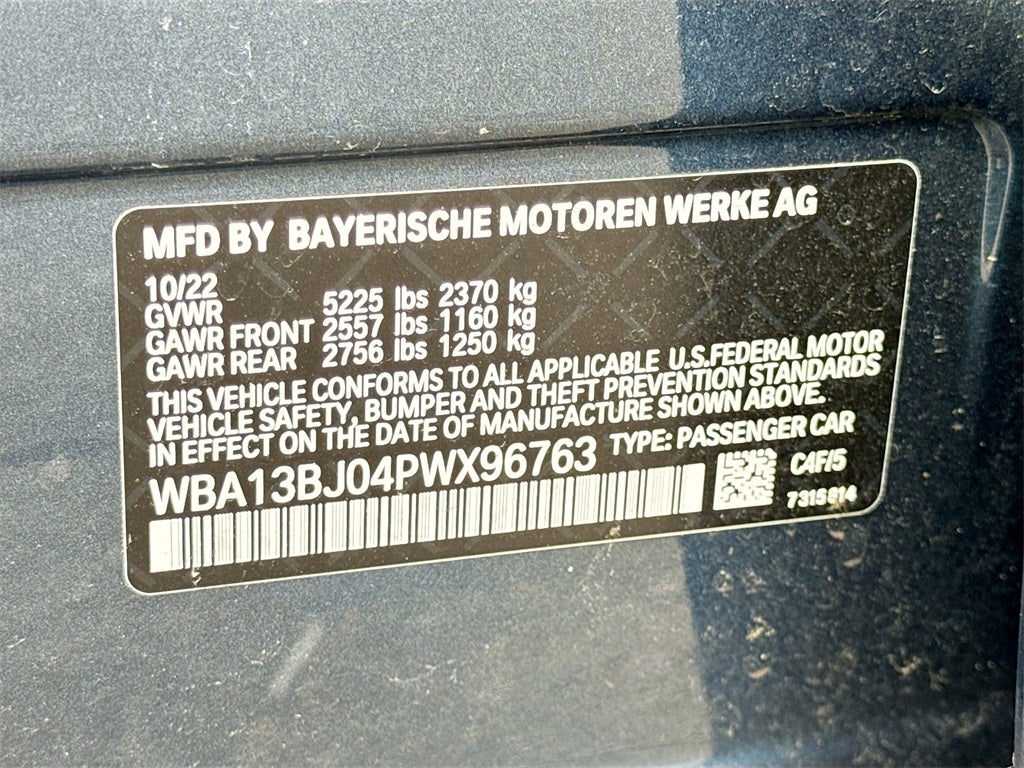 MFD BY BAYERISCHE MOTOREN WERKE AG
10/22
GVWR 5225 lbs 2370 kg
GAWR FRONT 2557 lbs 1160 kg
GAWR REAR 2756 lbs 1250 kg
THIS VEHICLE CONFORMS TO ALL APPLICABLE U.S.FEDERAL MOTOR
VEHICLE SAFETY, BUMPER AND THEFT PREVENTION STANDARDS
IN EFFECT ON THE DATE OF MANUFACTURE SHOWN ABOVE.
WBA13BJ04PWX96763 TYPE: PASSENGER CAR
C4F/5
7315814